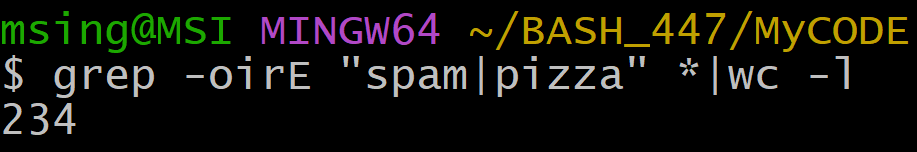 msing@MSI MINGW64 ~/BASH_447/MyCODE
$ grep -oirE "spam|pizza" *|wc -l
234